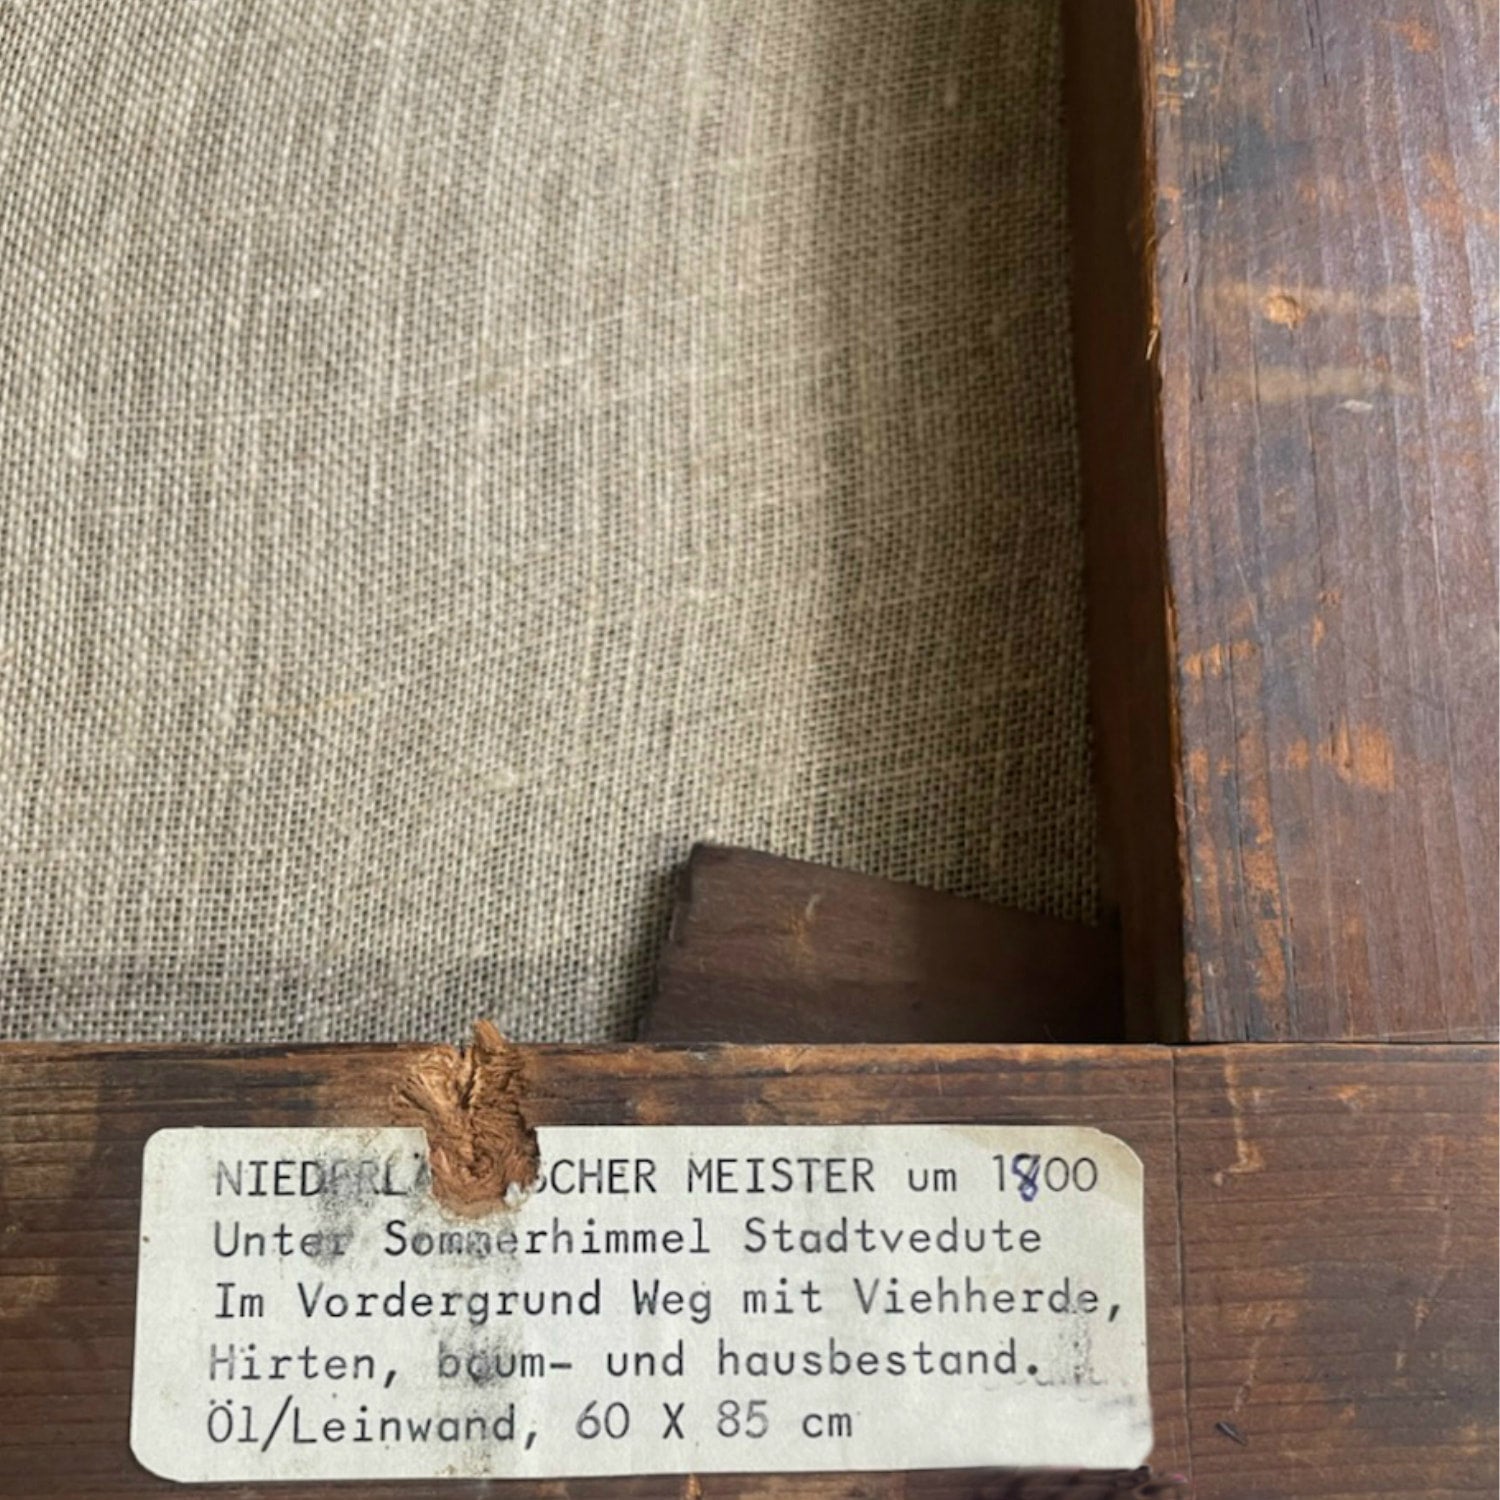 NIEDERLÄNDISCHER MEISTER um 1800
Unter Sommerhimmel Stadtvedute
Im Vordergrund Weg mit Viehherde,
Hirten, baum- und hausbestand.
Öl/Leinwand, 60 X 85 cm